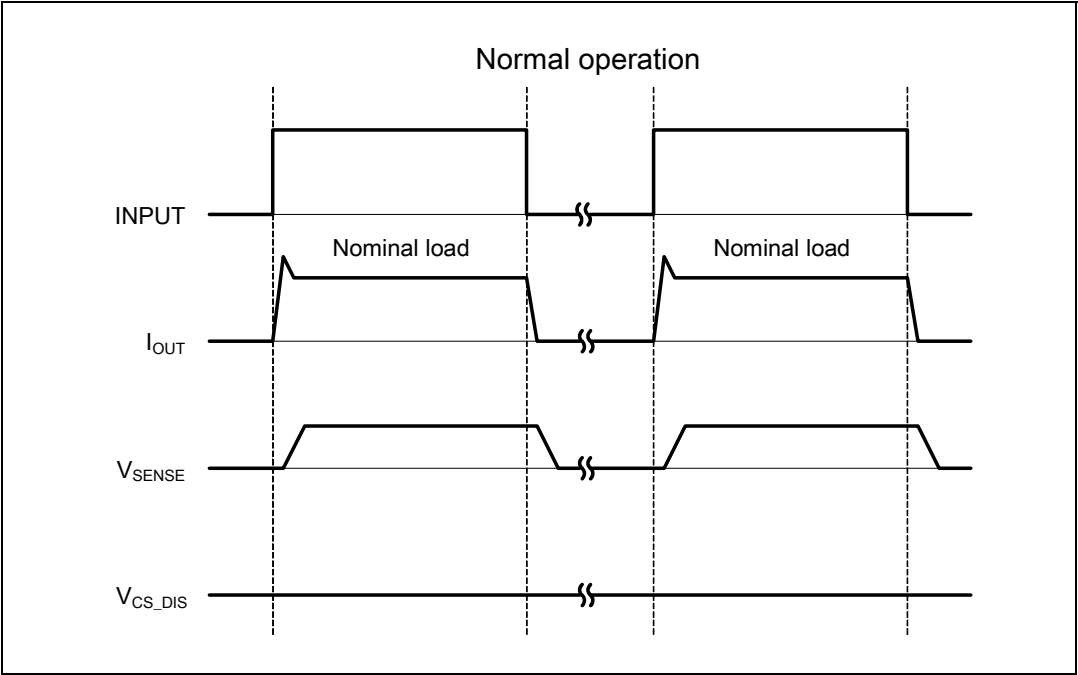 Normal operation
INPUT
Nominal load Nominal load
IOUT
VSENSE
VCS_DIS